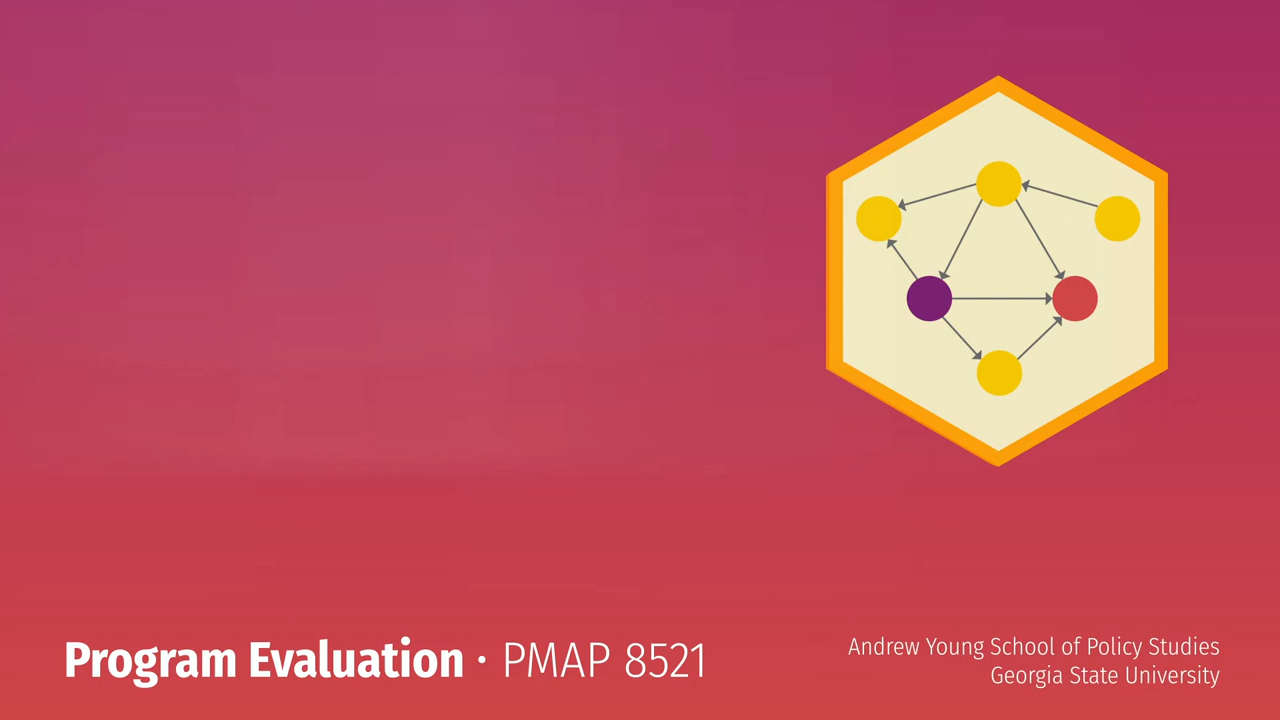 Program Evaluation · PMAP 8521
Andrew Young School of Policy Studies
Georgia State University